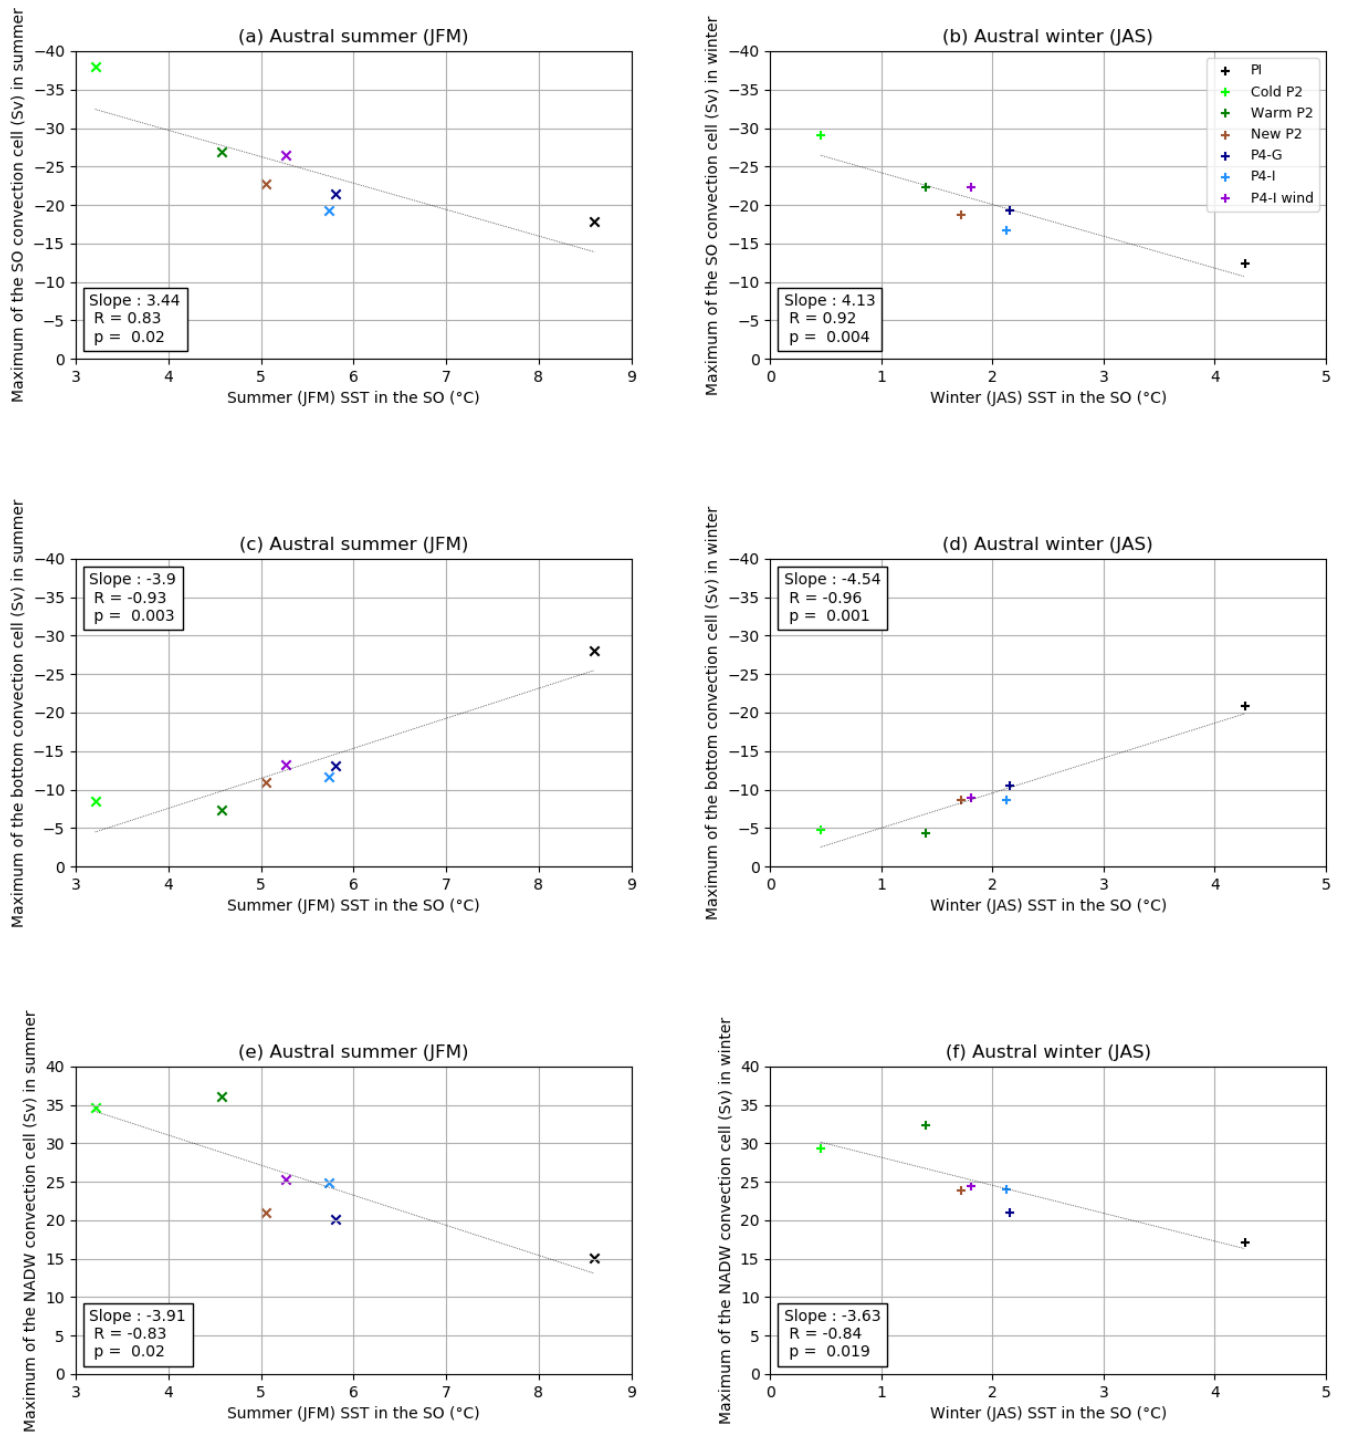 (a) Austral summer (JFM)
Maximum of the SO convection cell (Sv) in summer
−40
−35
−30
−25
−20
−15
−10
−5
0
Slope : 3.44
R = 0.83
p = 0.02
3 4 5 6 7 8 9
Summer (JFM) SST in the SO (°C)
(b) Austral winter (JAS)
Maximum of the SO convection cell (Sv) in winter
−40
−35
−30
−25
−20
−15
−10
−5
0
PI
Cold P2
Warm P2
New P2
P4-G
P4-I
P4-I wind
Slope : 4.13
R = 0.92
p = 0.004
0 1 2 3 4 5
Winter (JAS) SST in the SO (°C)
(c) Austral summer (JFM)
Maximum of the bottom convection cell (Sv) in summer
−40
−35
−30
−25
−20
−15
−10
−5
0
Slope : -3.9
R = -0.93
p = 0.003
3 4 5 6 7 8 9
Summer (JFM) SST in the SO (°C)
(d) Austral winter (JAS)
Maximum of the bottom convection cell (Sv) in winter
−40
−35
−30
−25
−20
−15
−10
−5
0
Slope : -4.54
R = -0.96
p = 0.001
0 1 2 3 4 5
Winter (JAS) SST in the SO (°C)
(e) Austral summer (JFM)
Maximum of the NADW convection cell (Sv) in summer
40
35
30
25
20
15
10
5
0
Slope : -3.91
R = -0.83
p = 0.02
3 4 5 6 7 8 9
Summer (JFM) SST in the SO (°C)
(f) Austral winter (JAS)
Maximum of the NADW convection cell (Sv) in winter
40
35
30
25
20
15
10
5
0
Slope : -3.63
R = -0.84
p = 0.019
0 1 2 3 4 5
Winter (JAS) SST in the SO (°C)